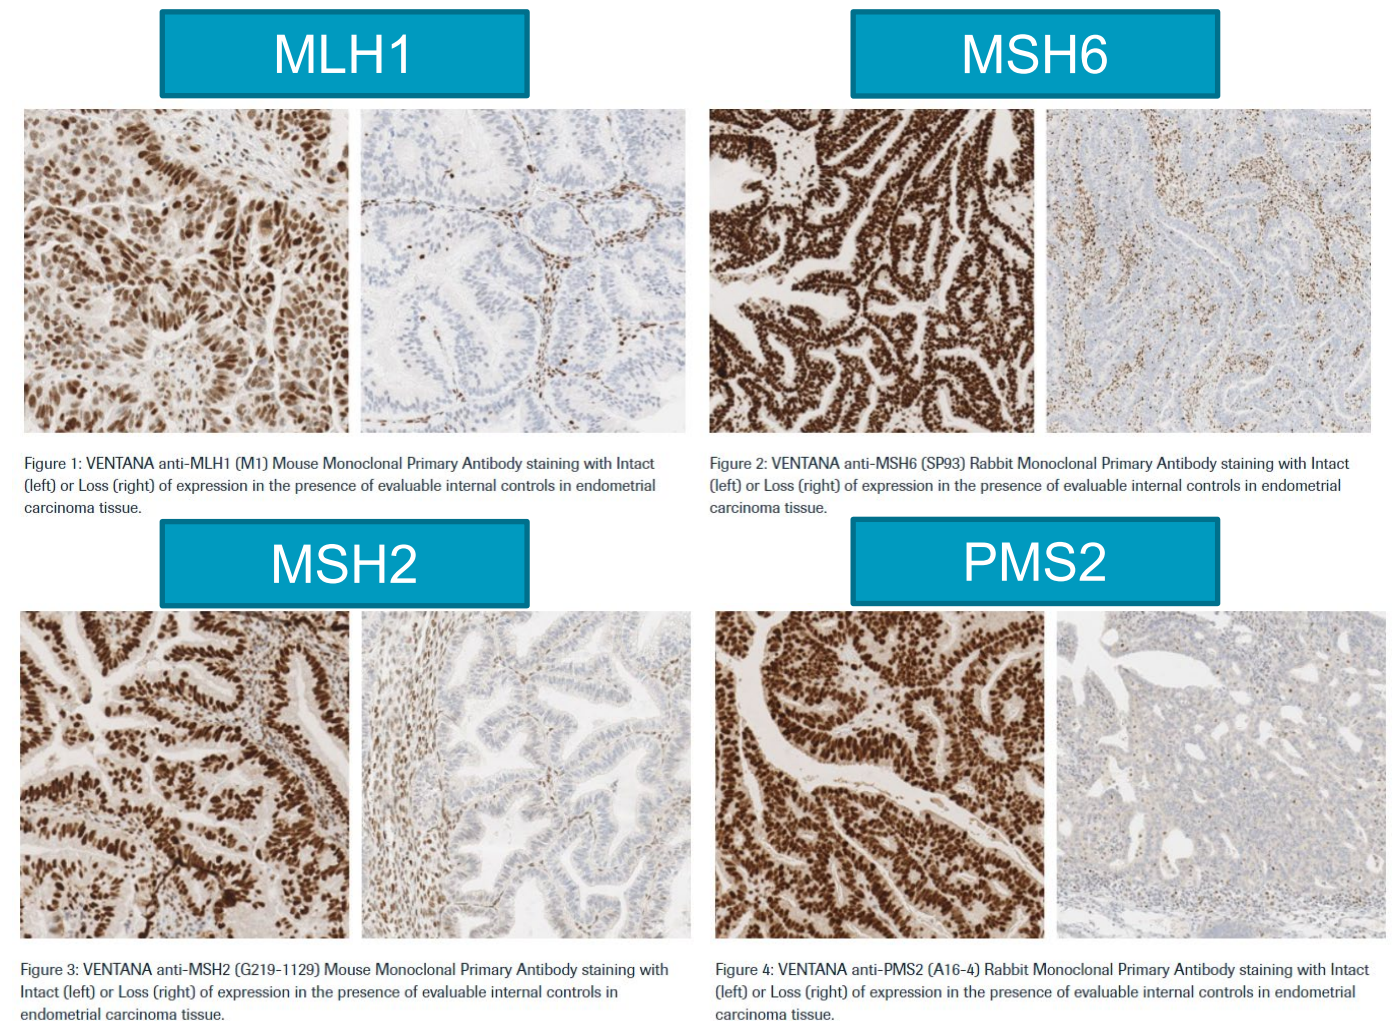 MLH1
MSH6
Figure 1: VENTANA anti-MLH1 (M1) Mouse Monoclonal Primary Antibody staining with Intact
(left) or Loss (right) of expression in the presence of evaluable internal controls in endometrial
carcinoma tissue.
Figure 2: VENTANA anti-MSH6 (SP93) Rabbit Monoclonal Primary Antibody staining with Intact
(left) or Loss (right) of expression in the presence of evaluable internal controls in endometrial
carcinoma tissue.
MSH2
PMS2
Figure 3: VENTANA anti-MSH2 (G219-1129) Mouse Monoclonal Primary Antibody staining with
Intact (left) or Loss (right) of expression in the presence of evaluable internal controls in
endometrial carcinoma tissue.
Figure 4: VENTANA anti-PMS2 (A16-4) Rabbit Monoclonal Primary Antibody staining with Intact
(left) or Loss (right) of expression in the presence of evaluable internal controls in endometrial
carcinoma tissue.